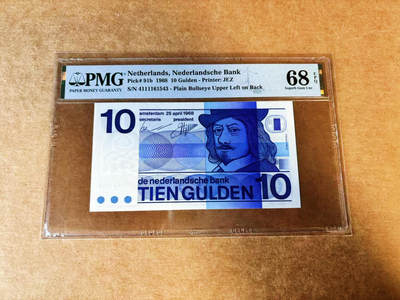 PMG
PAPER MONEY GUARANTY
Netherlands, Nederlandsche Bank
Pick# 91b 1968 10 Gulden - Printer: JEZ
S/N 4111161543 - Plain Bullseye Upper Left on Back
68
EPQ
Superb Gem Unc
10
amsterdam 25 april 1968
secretaris president
de nederlandsche bank
TIEN GULDEN
10